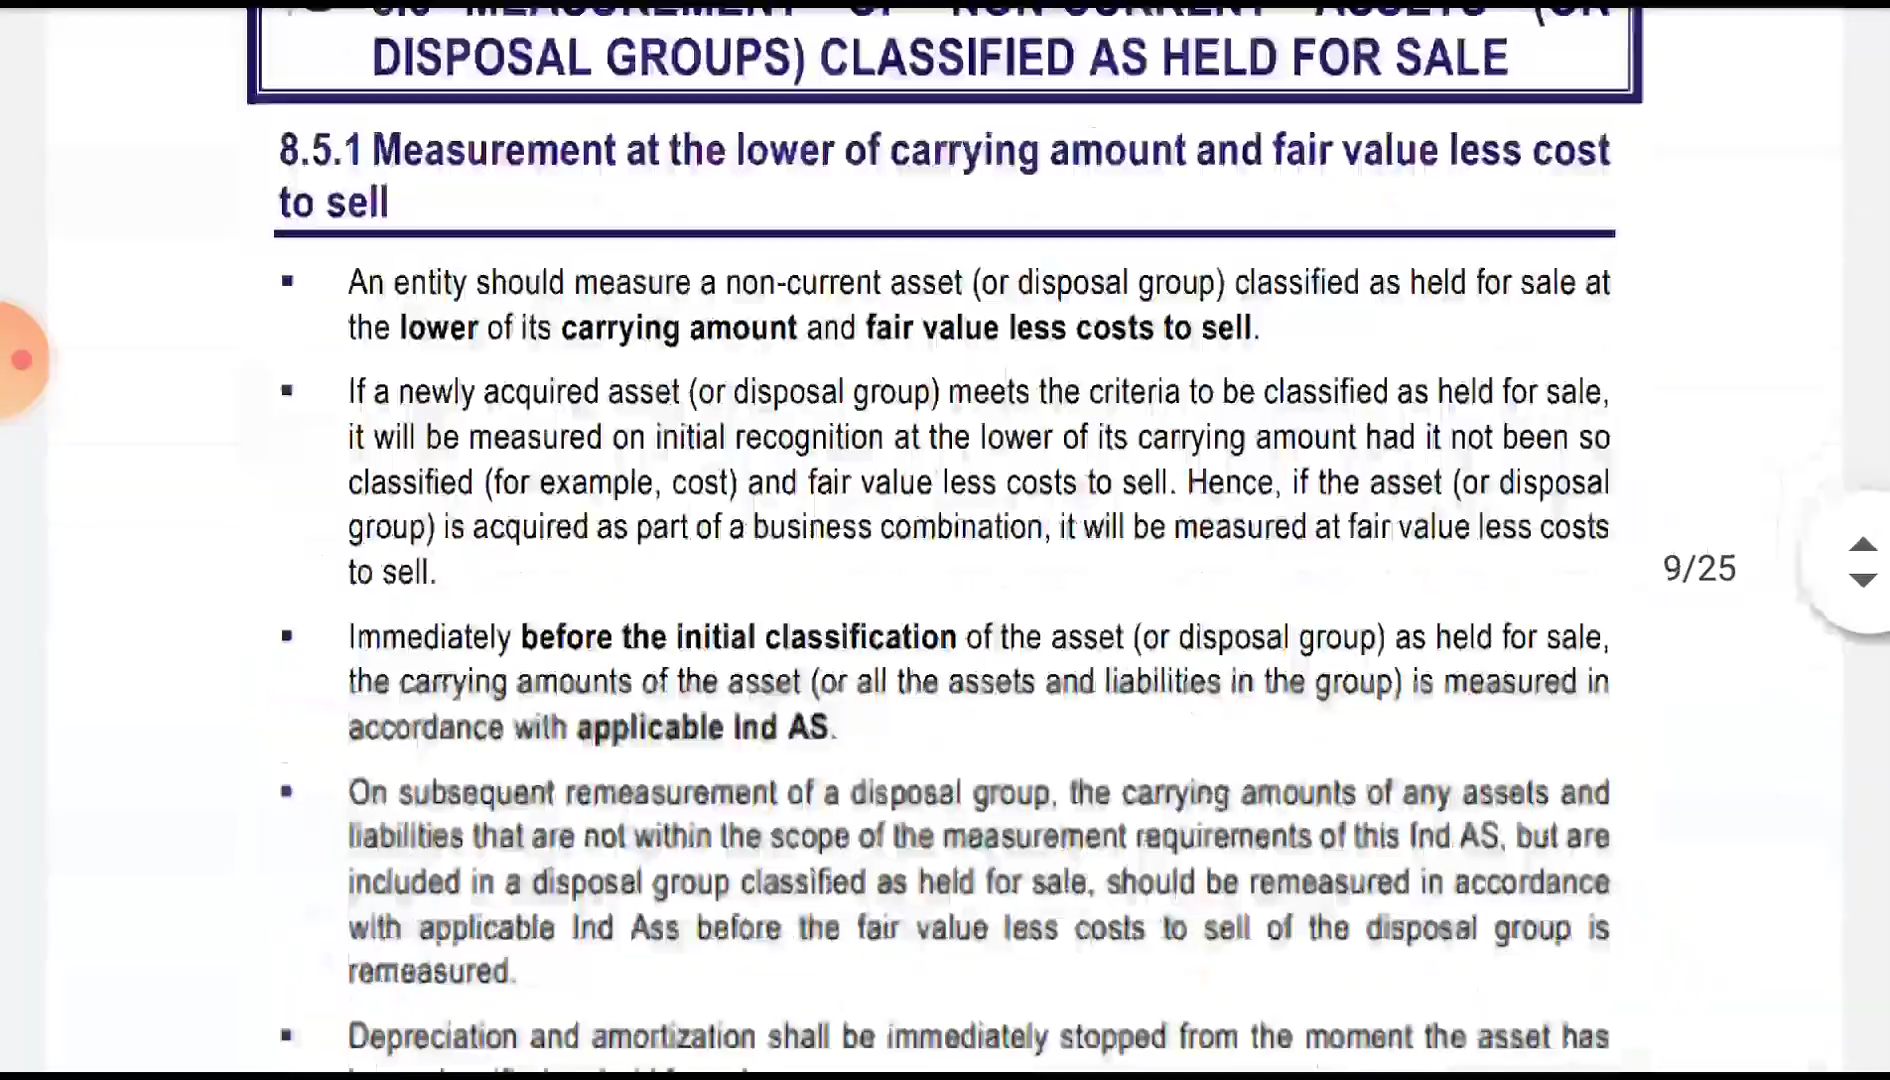 MEASUREMENT OF NON-CURRENT ASSETS (OR
DISPOSAL GROUPS) CLASSIFIED AS HELD FOR SALE
8.5.1 Measurement at the lower of carrying amount and fair value less cost
to sell
▪ An entity should measure a non-current asset (or disposal group) classified as held for sale at
the lower of its carrying amount and fair value less costs to sell.
▪ If a newly acquired asset (or disposal group) meets the criteria to be classified as held for sale,
it will be measured on initial recognition at the lower of its carrying amount had it not been so
classified (for example, cost) and fair value less costs to sell. Hence, if the asset (or disposal
group) is acquired as part of a business combination, it will be measured at fair value less costs
to sell.
9/25
▪ Immediately before the initial classification of the asset (or disposal group) as held for sale,
the carrying amounts of the asset (or all the assets and liabilities in the group) is measured in
accordance with applicable Ind AS.
▪ On subsequent remeasurement of a disposal group, the carrying amounts of any assets and
liabilities that are not within the scope of the measurement requirements of this Ind AS, but are
included in a disposal group classified as held for sale, should be remeasured in accordance
with applicable Ind Ass before the fair value less costs to sell of the disposal group is
remeasured.
▪ Depreciation and amortization shall be immediately stopped from the moment the asset has